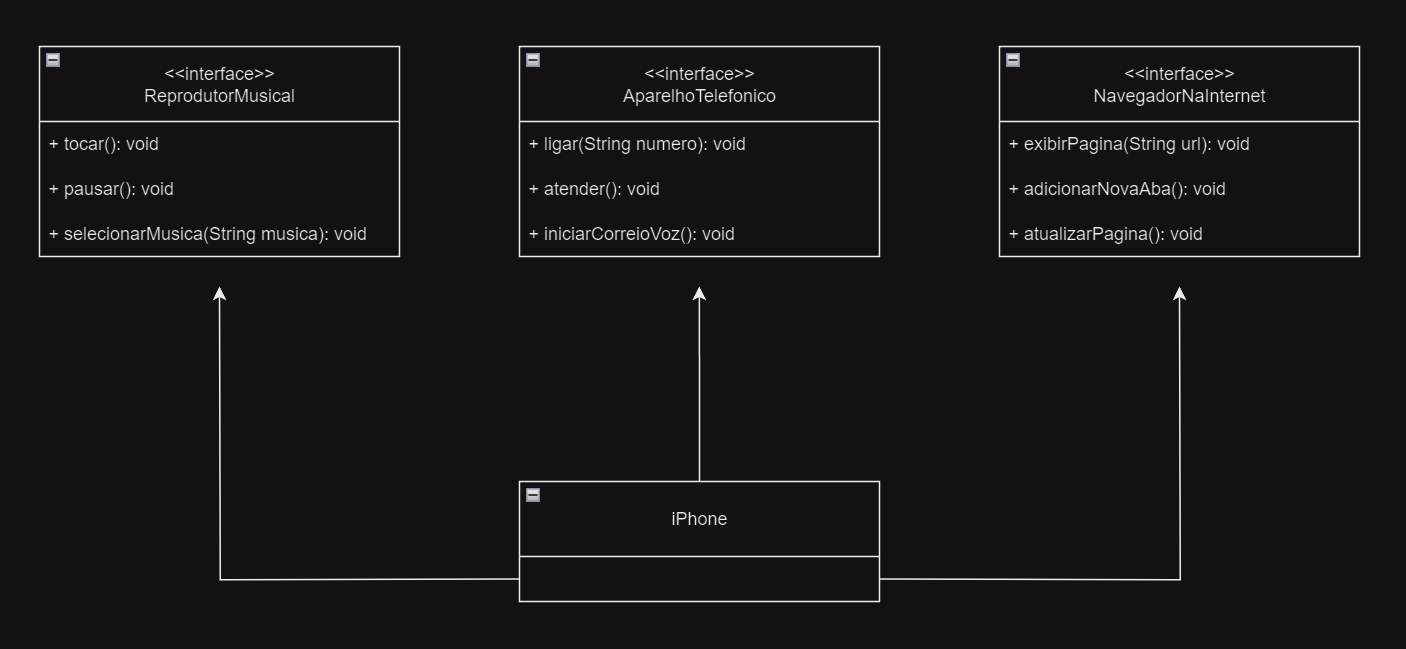 <<interface>>
ReprodutorMusical
+ tocar(): void
+ pausar(): void
+ selecionarMusica(String musica): void
<<interface>>
AparelhoTelefonico
+ ligar(String numero): void
+ atender(): void
+ iniciarCorreioVoz(): void
<<interface>>
NavegadorNaInternet
+ exibirPagina(String url): void
+ adicionarNovaAba(): void
+ atualizarPagina(): void
iPhone